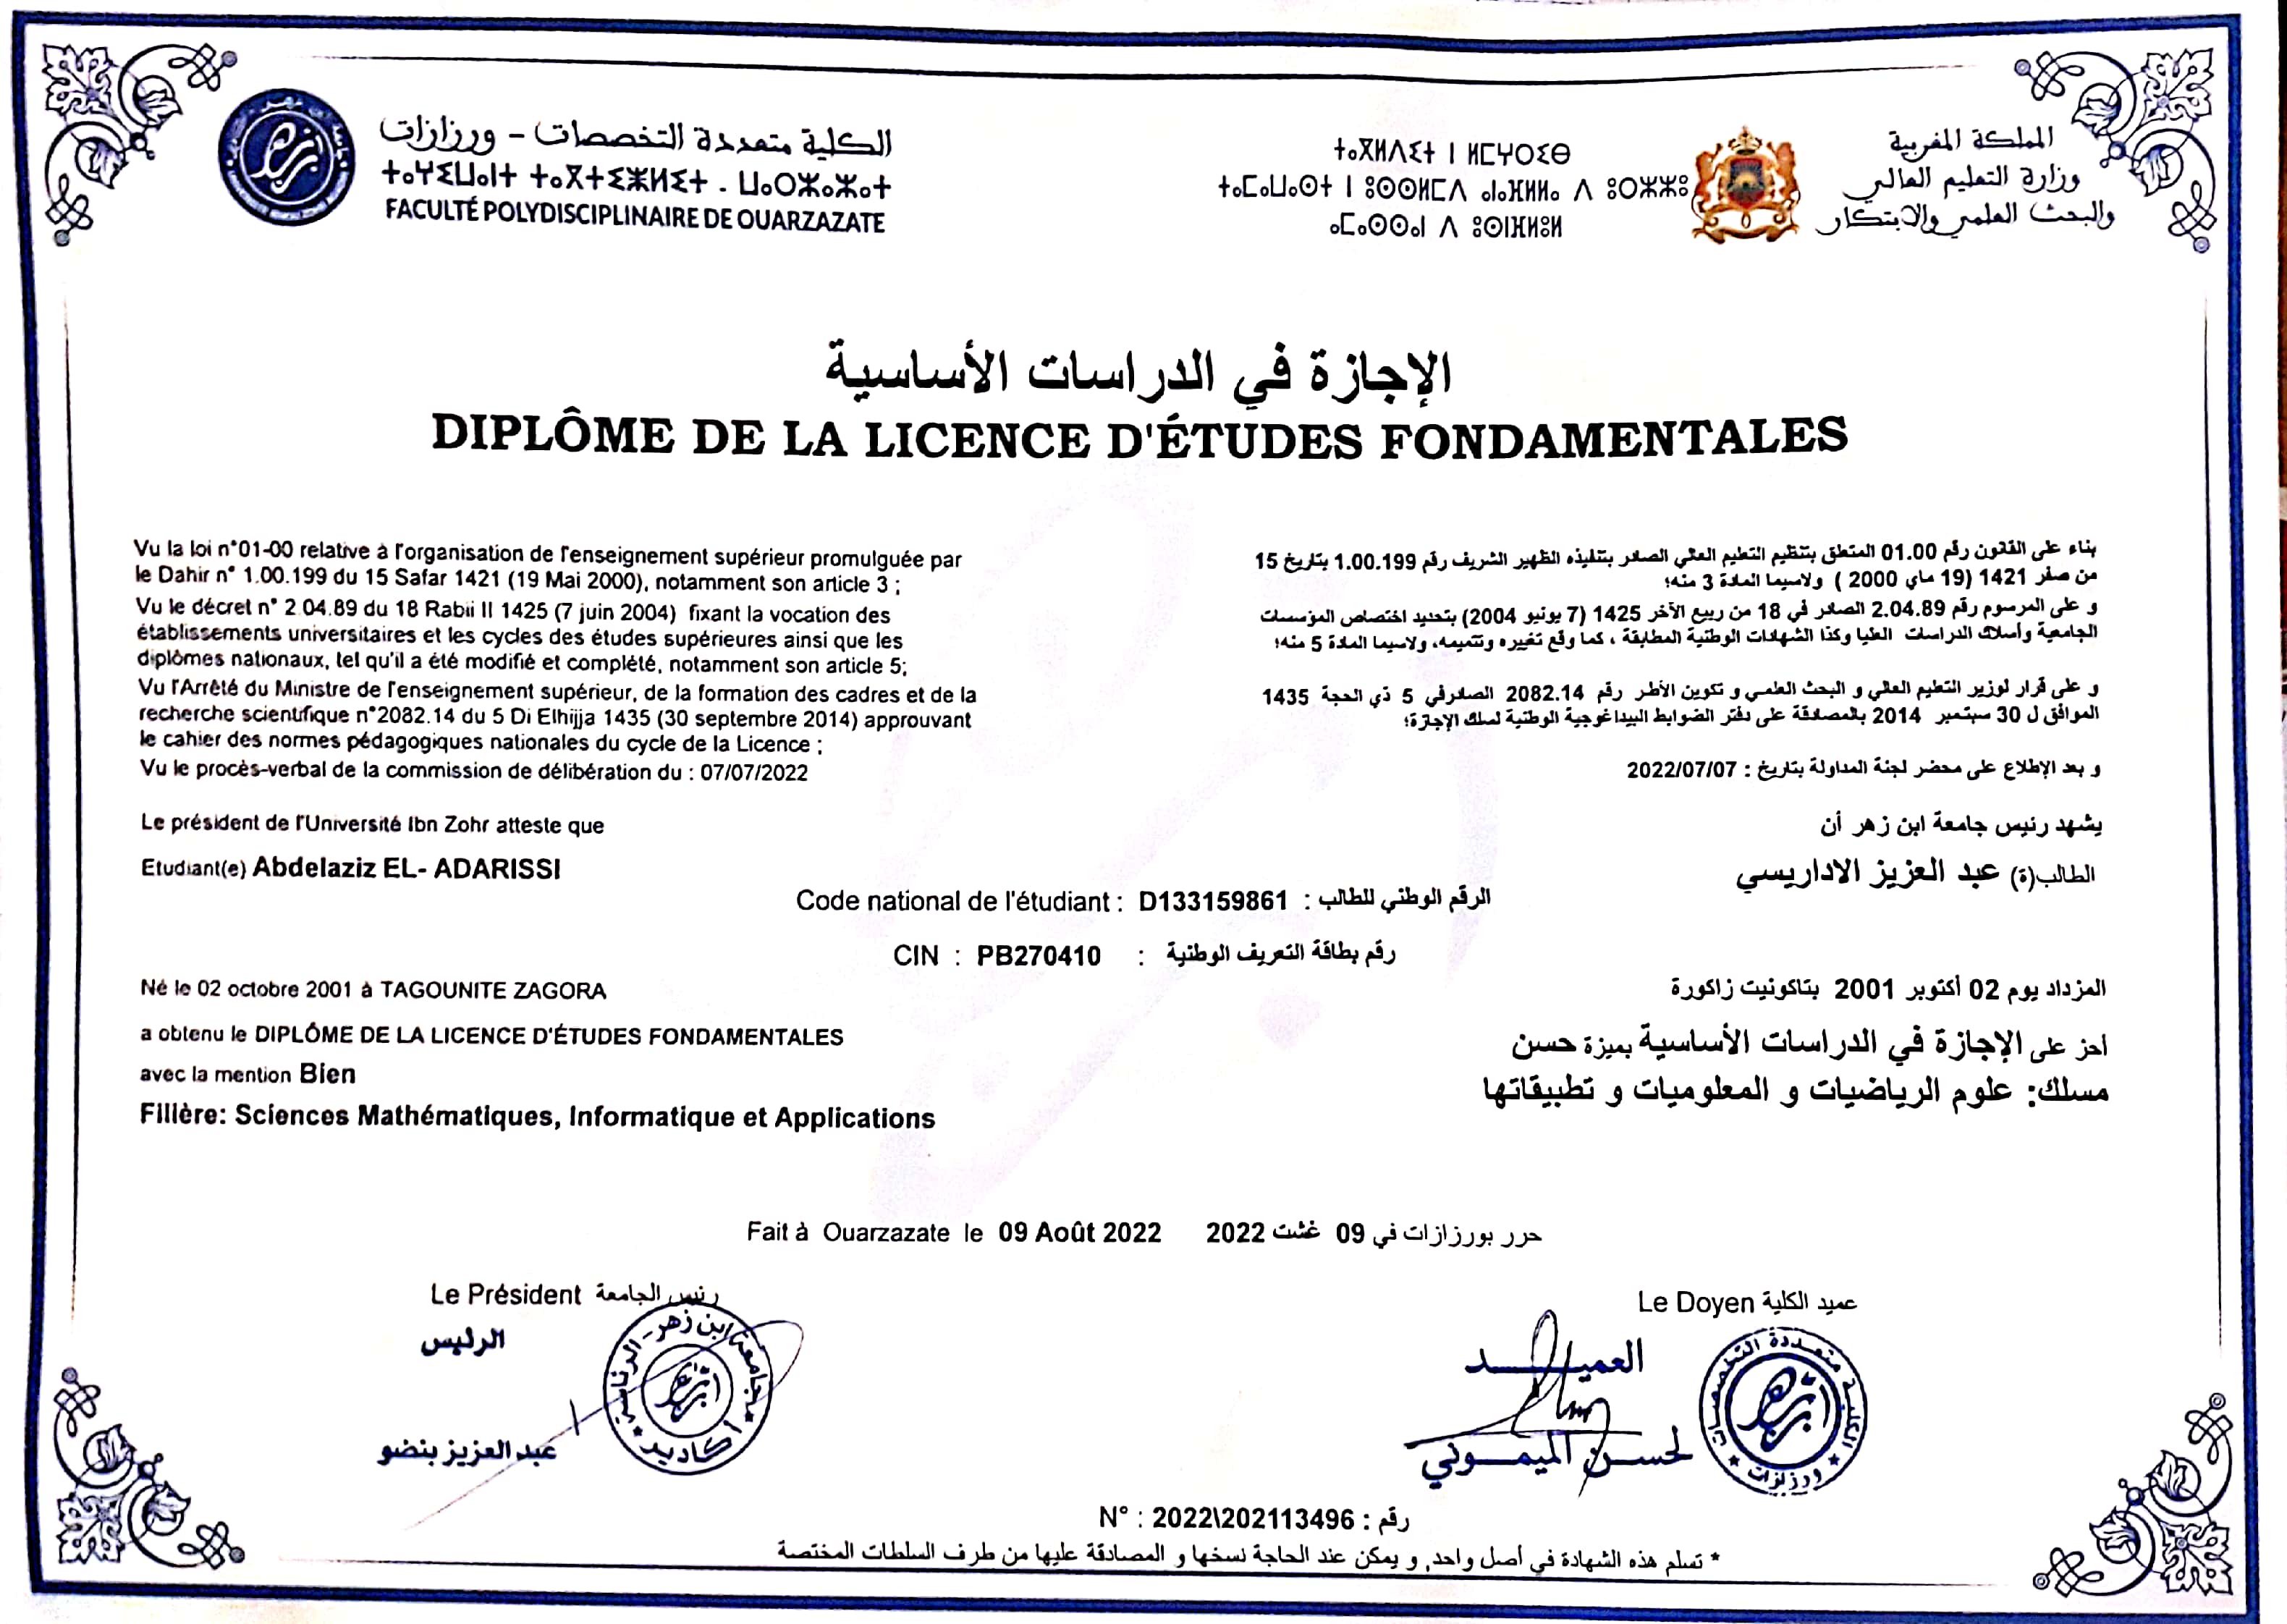 الكلية متعددة التخصصات - ورزازات
ⵜⴰⵖⵉⵡⴰⵏⵜ ⵜⴰⴳⵜⵉⵥⵍⵉⵜ . ⵡⴰⵔⵣⴰⵣⴰⵜ
FACULTÉ POLYDISCIPLINAIRE DE OUARZAZATE
ⵜⴰⴳⵍⴷⵉⵜ ⵏ ⵍⵎⵖⵔⵉⴱ
ⵜⴰⵎⴰⵡⴰⵙⵜ ⵏ ⵓⵙⵙⵍⵎⴷ ⴰⵏⴰⴼⵍⵍⴰ ⴷ ⵓⵔⵣⵣⵓ
ⴰⵎⴰⵙⵙⴰⵏ ⴷ ⵓⵙⵏⴼⵍⵓⵍ
المملكة المغربية
وزارة التعليم العالي
والبحث العلمي والابتكار
الإجازة في الدراسات الأساسية
DIPLÔME DE LA LICENCE D'ÉTUDES FONDAMENTALES
Vu la loi n°01-00 relative à l'organisation de l'enseignement supérieur promulguée par
le Dahir n° 1.00.199 du 15 Safar 1421 (19 Mai 2000), notamment son article 3 ;
Vu le décret n° 2.04.89 du 18 Rabii II 1425 (7 juin 2004) fixant la vocation des
établissements universitaires et les cycles des études supérieures ainsi que les
diplômes nationaux, tel qu'il a été modifié et complété, notamment son article 5;
Vu l'Arrêté du Ministre de l'enseignement supérieur, de la formation des cadres et de la
recherche scientifique n°2082.14 du 5 Di Elhijja 1435 (30 septembre 2014) approuvant
le cahier des normes pédagogiques nationales du cycle de la Licence ;
Vu le procès-verbal de la commission de délibération du : 07/07/2022
بناء على القانون رقم 01.00 المتعلق بتنظيم التعليم العالي الصادر بتنفيذه الظهير الشريف رقم 1.00.199 بتاريخ 15
من صفر 1421 (19 ماي 2000 ) ولاسيما المادة 3 منه؛
و على المرسوم رقم 2.04.89 الصادر في 18 من ربيع الآخر 1425 (7 يونيو 2004) بتحديد اختصاص المؤسسات
الجامعية وأسلاك الدراسات العليا وكذا الشهادات الوطنية المطابقة ، كما وقع تغييره وتتميمه، ولاسيما المادة 5 منه؛
و على قرار لوزير التعليم العالي و البحث العلمي و تكوين الأطر رقم 2082.14 الصادرفي 5 ذي الحجة 1435
الموافق ل 30 سبتمبر 2014 بالمصادقة على دفتر الضوابط البيداغوجية الوطنية لسلك الإجازة؛
و بعد الإطلاع على محضر لجنة المداولة بتاريخ : 2022/07/07
Le président de l'Université Ibn Zohr atteste que
يشهد رئيس جامعة ابن زهر أن
Etudiant(e) Abdelaziz EL- ADARISSI
الطالب(ة) عبد العزيز الاداريسي
Code national de l'étudiant : D133159861 : الرقم الوطني للطالب
CIN : PB270410 : رقم بطاقة التعريف الوطنية
Né le 02 octobre 2001 à TAGOUNITE ZAGORA
المزداد يوم 02 أكتوبر 2001 بتاكونيت زاكورة
a obtenu le DIPLÔME DE LA LICENCE D'ÉTUDES FONDAMENTALES
avec la mention Bien
أحز على الإجازة في الدراسات الأساسية بميزة حسن
Filière: Sciences Mathématiques, Informatique et Applications
مسلك: علوم الرياضيات و المعلوميات و تطبيقاتها
Fait à Ouarzazate le 09 Août 2022 حرر بورزازات في 09 غشت 2022
Le Président رئيس الجامعة
الرئيس
عبد العزيز بنضو
جامعة ابن زهر - الرئاسة
أكادير
Le Doyen عميد الكلية
العميـــد
لحسن الميموني
الكلية متعددة التخصصات
ورزازات
N° : 2022\202113496 : رقم
* تسلم هذه الشهادة في أصل واحد, و يمكن عند الحاجة نسخها و المصادقة عليها من طرف السلطات المختصة